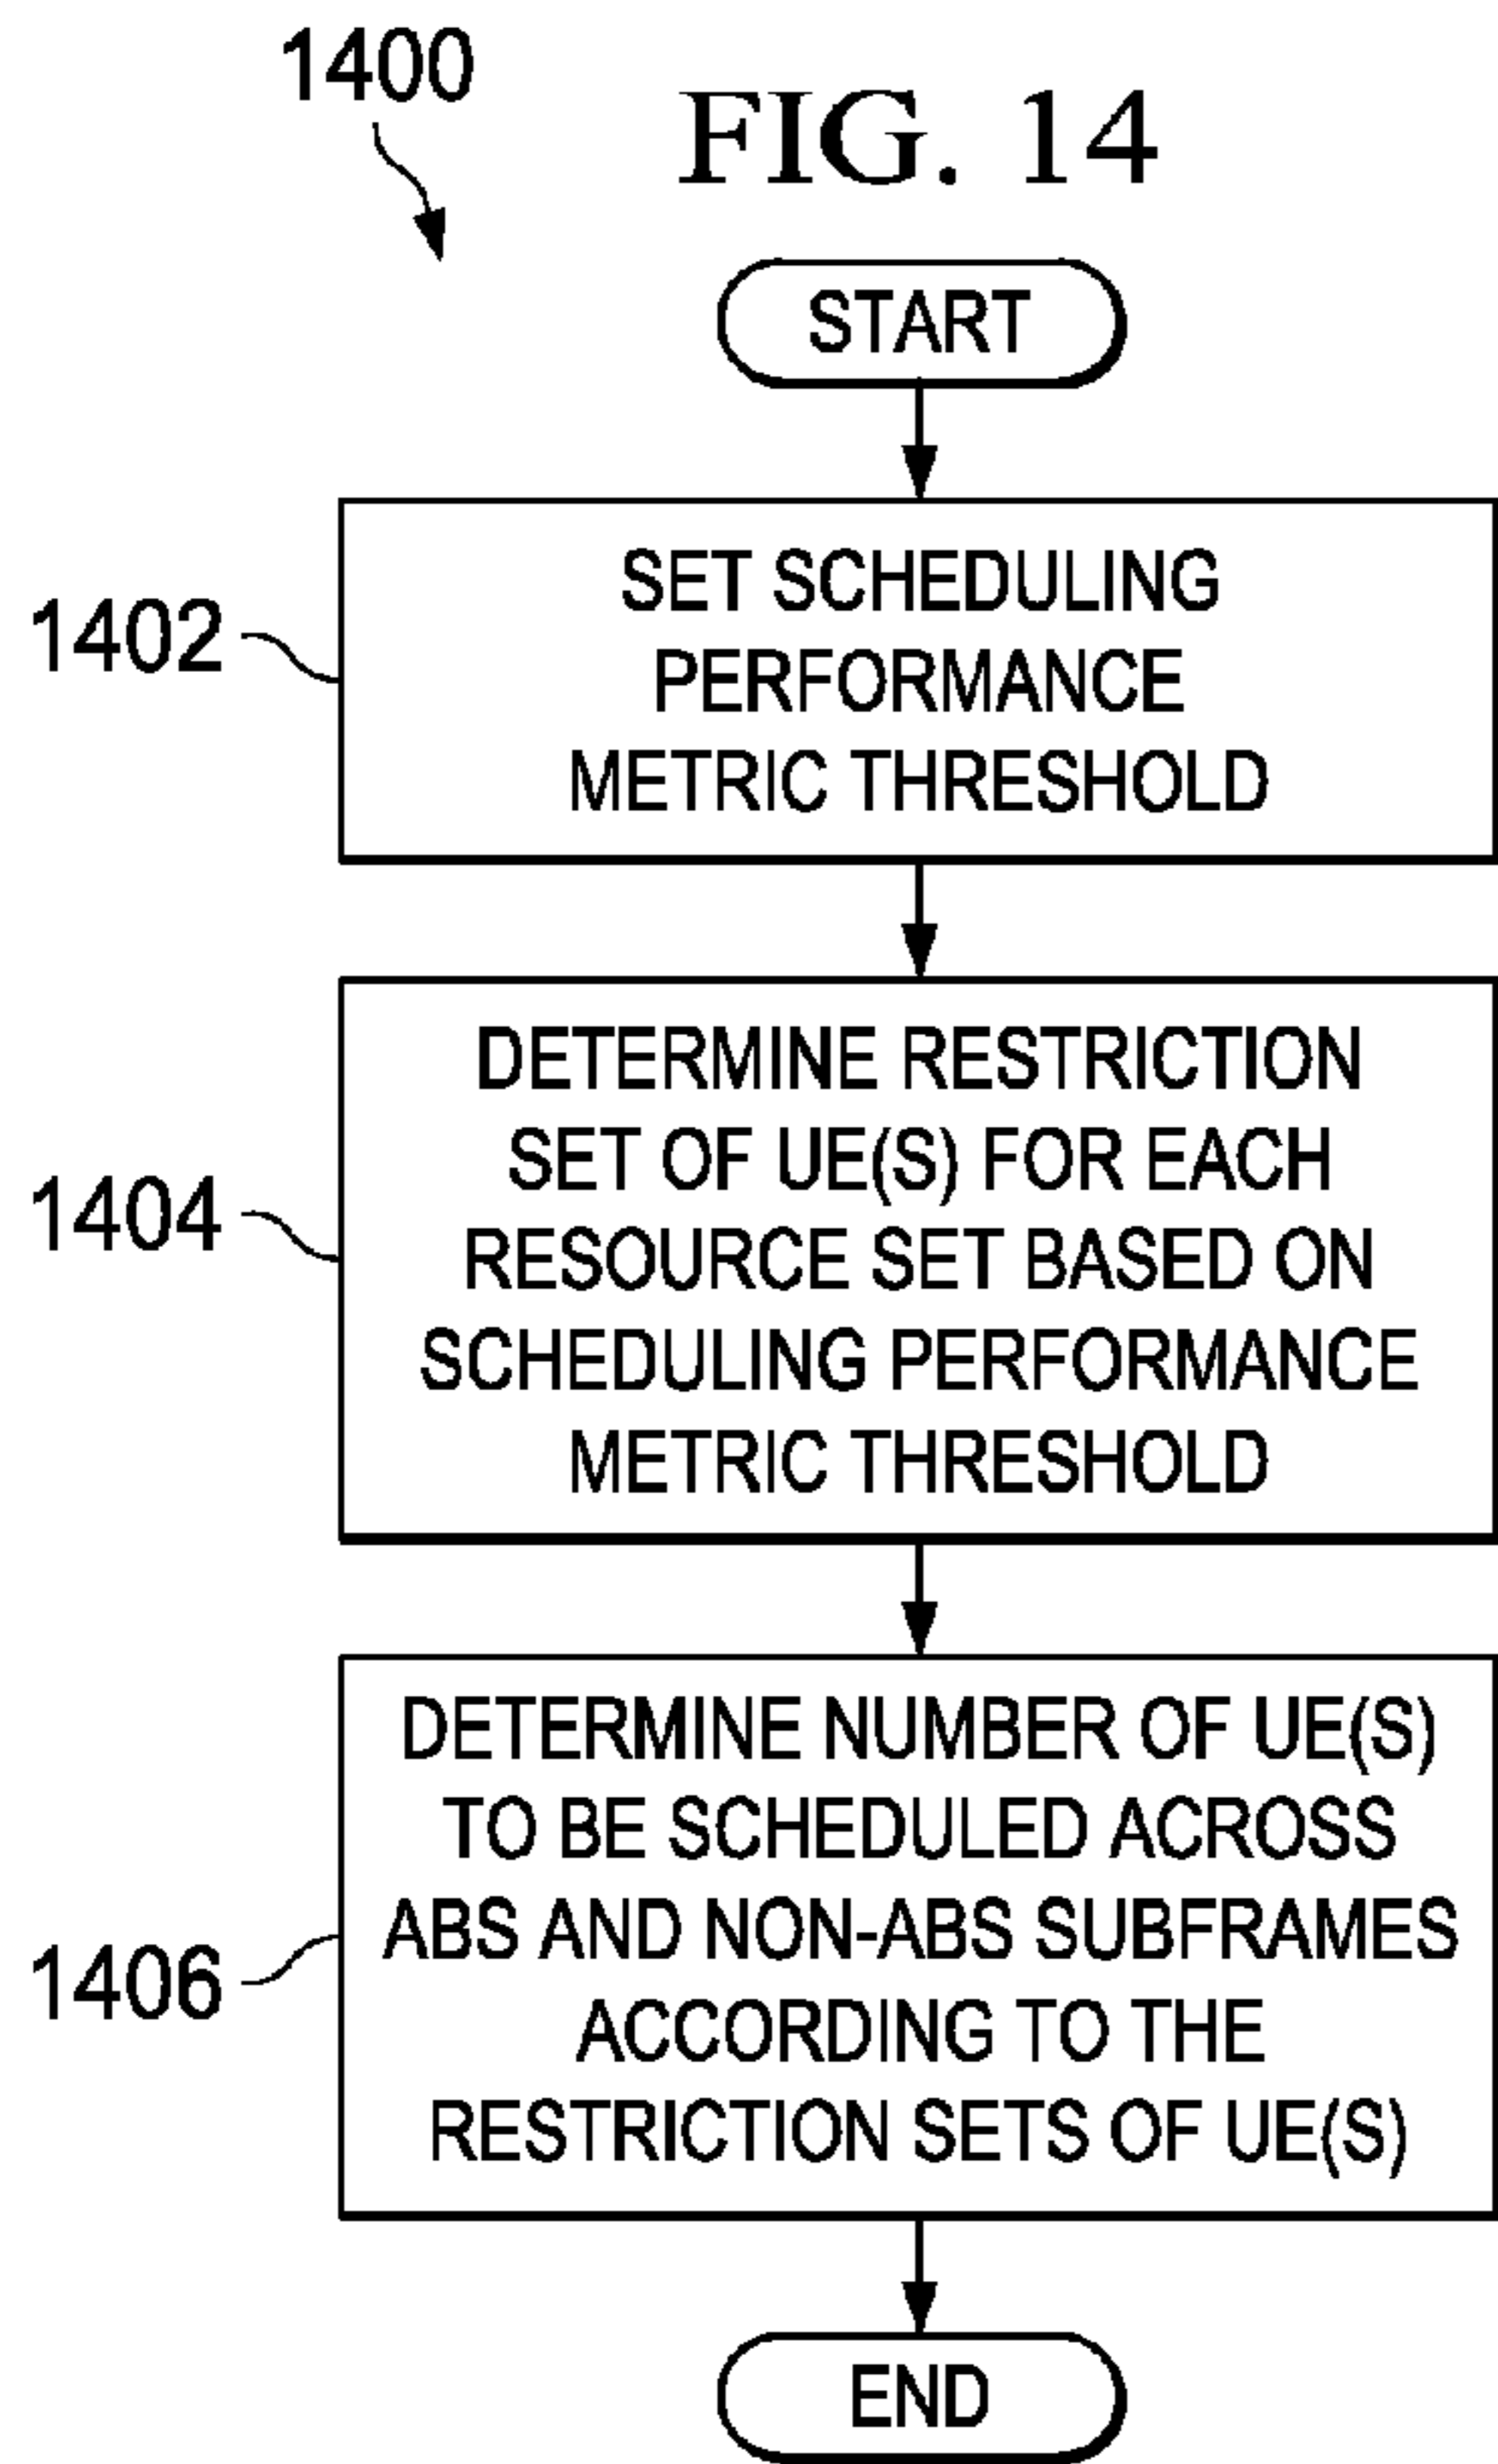 1400
FIG. 14
START
1402
SET SCHEDULING
PERFORMANCE
METRIC THRESHOLD
1404
DETERMINE RESTRICTION
SET OF UE(S) FOR EACH
RESOURCE SET BASED ON
SCHEDULING PERFORMANCE
METRIC THRESHOLD
1406
DETERMINE NUMBER OF UE(S)
TO BE SCHEDULED ACROSS
ABS AND NON-ABS SUBFRAMES
ACCORDING TO THE
RESTRICTION SETS OF UE(S)
END